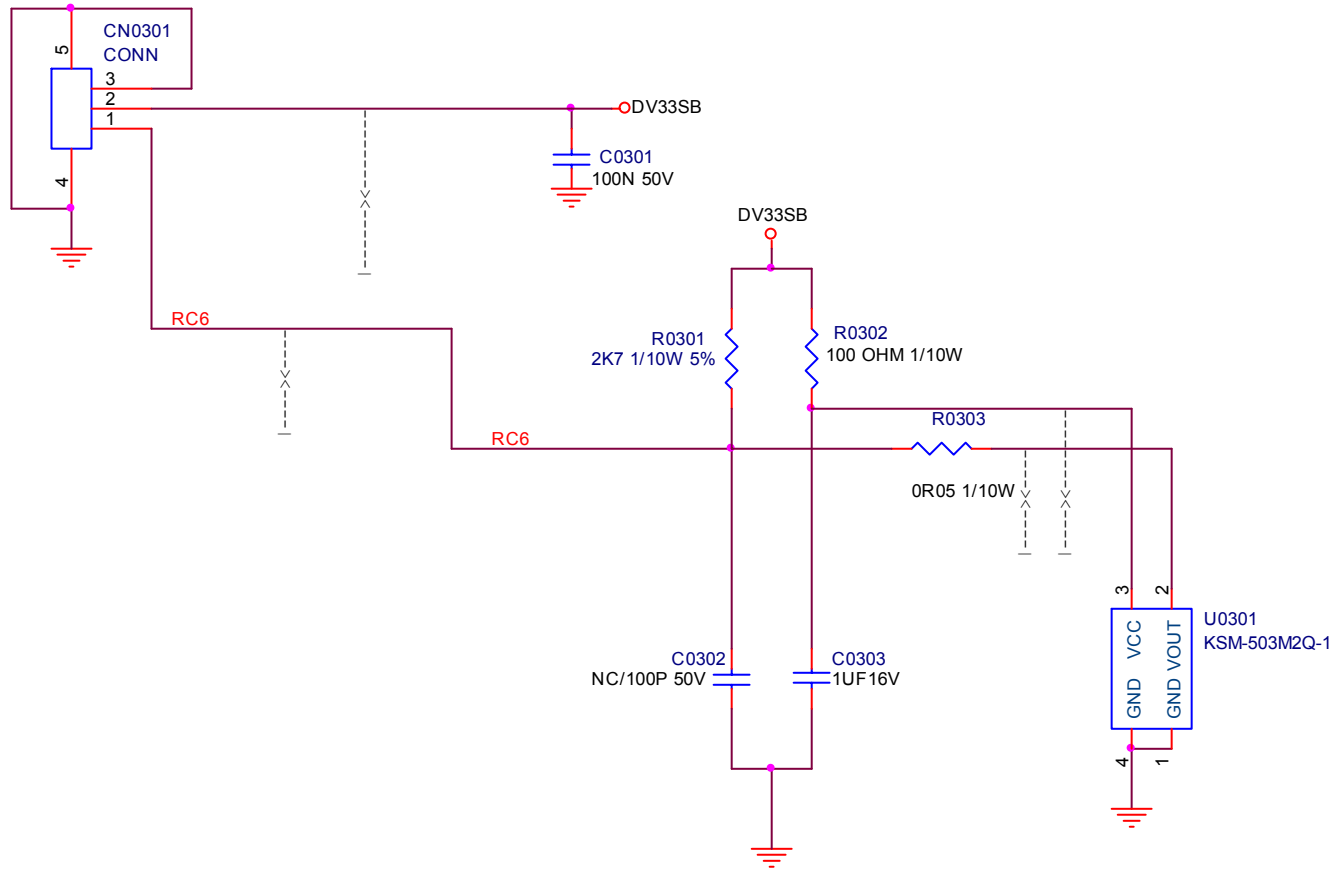 CN0301
CONN
5
3
2
1
4
DV33SB
C0301
100N 50V
DV33SB
RC6
R0301
2K7 1/10W 5%
R0302
100 OHM 1/10W
RC6
R0303
0R05 1/10W
3
2
U0301
KSM-503M2Q-1
VCC
VOUT
GND
GND
4
1
C0302
NC/100P 50V
C0303
1UF16V